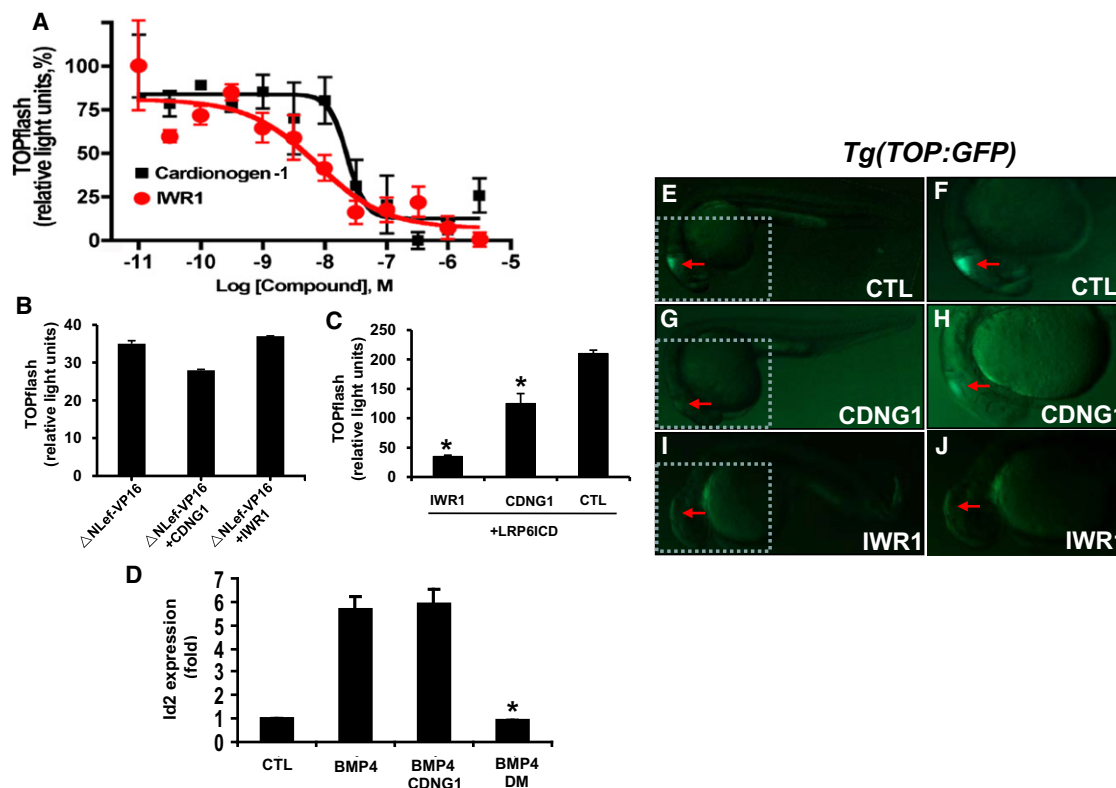 A
TOPflash
(relative light units,%)
100
75
50
25
0
Cardionogen-1
IWR1
-11
-10
-9
-8
-7
-6
-5
Log [Compound], M
B
TOPflash
(relative light units)
40
30
20
10
0
△NLef-VP16
△NLef-VP16
+CDNG1
△NLef-VP16
+IWR1
C
TOPflash
(relative light units)
250
200
150
100
50
0
*
*
IWR1
CDNG1
CTL
+LRP6ICD
D
Id2 expression
(fold)
7
6
5
4
3
2
1
0
*
CTL
BMP4
BMP4
CDNG1
BMP4
DM
Tg(TOP:GFP)
E
CTL
F
CTL
G
CDNG1
H
CDNG1
I
IWR1
J
IWR1